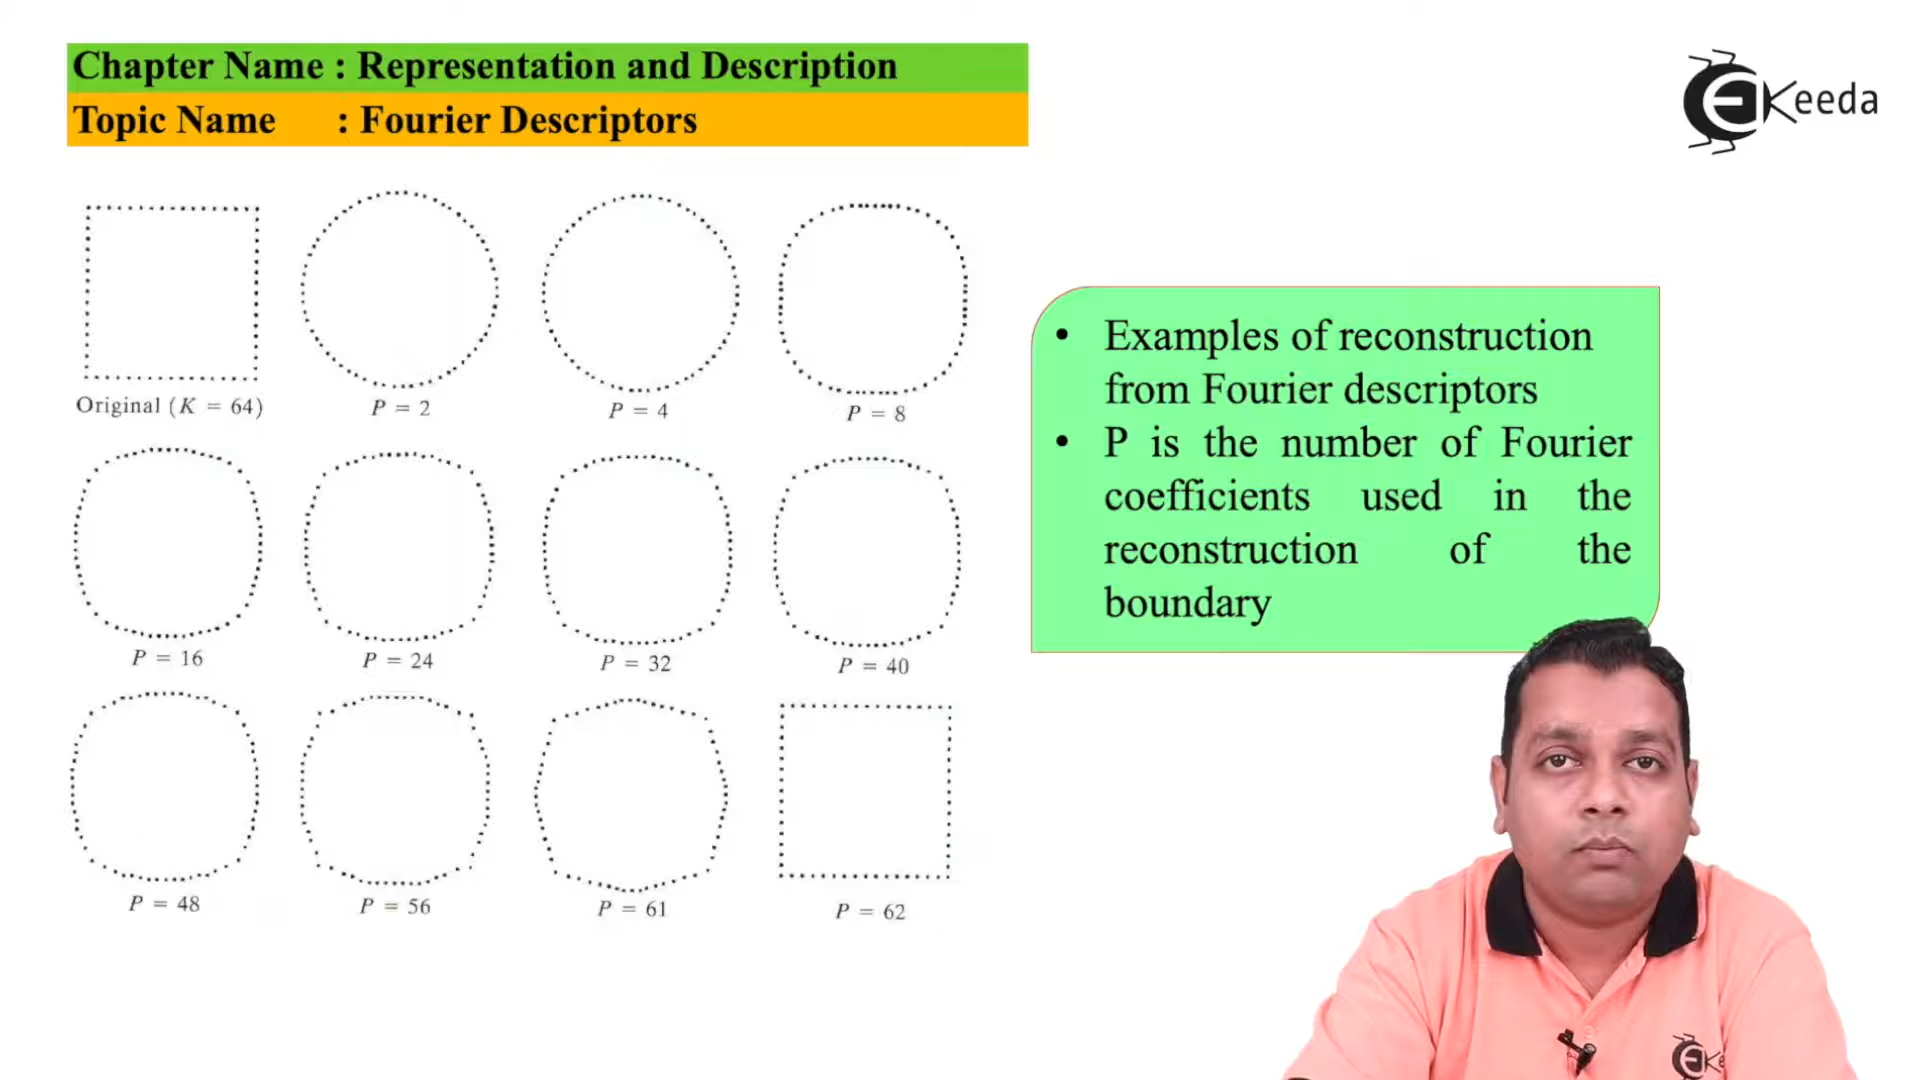 Chapter Name : Representation and Description
Topic Name : Fourier Descriptors
Keeda
Original (K = 64)
P = 2
P = 4
P = 8
P = 16
P = 24
P = 32
P = 40
P = 48
P = 56
P = 61
P = 62
• Examples of reconstruction
from Fourier descriptors
• P is the number of Fourier
coefficients used in the
reconstruction of the
boundary